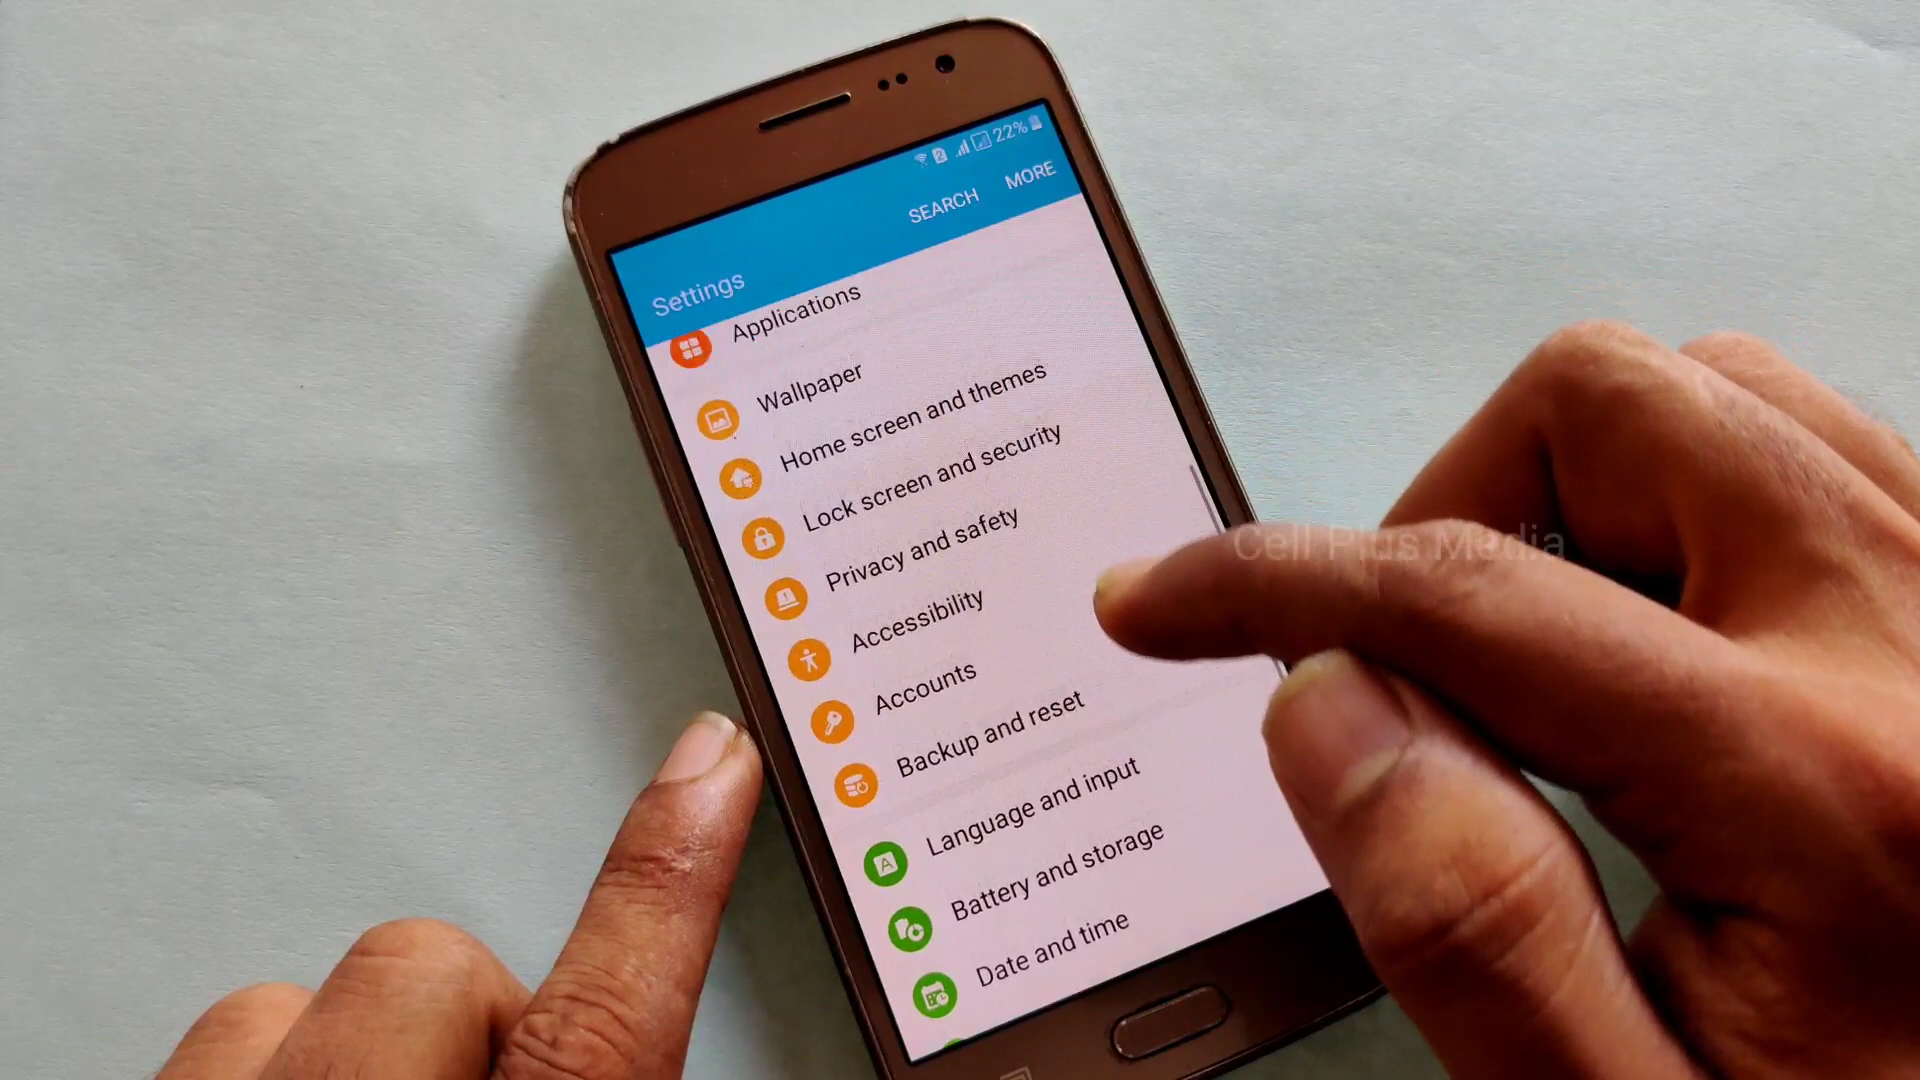 22%
SEARCH
MORE
Settings
Applications
Wallpaper
Home screen and themes
Lock screen and security
Privacy and safety
Accessibility
Accounts
Backup and reset
Language and input
Battery and storage
Date and time
Cell Plus Media